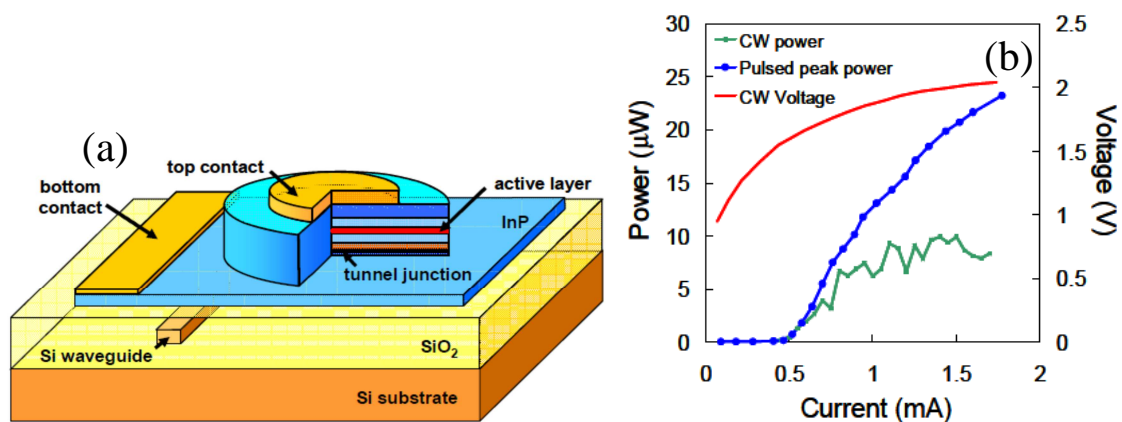 (a)
top contact
bottom
contact
active layer
InP
tunnel junction
Si waveguide
SiO2
Si substrate
(b)
CW power
Pulsed peak power
CW Voltage
Power (µW)
30
25
20
15
10
5
0
2.5
2
1.5
1
0.5
0
Voltage (V)
0
0.5
1
1.5
2
Current (mA)